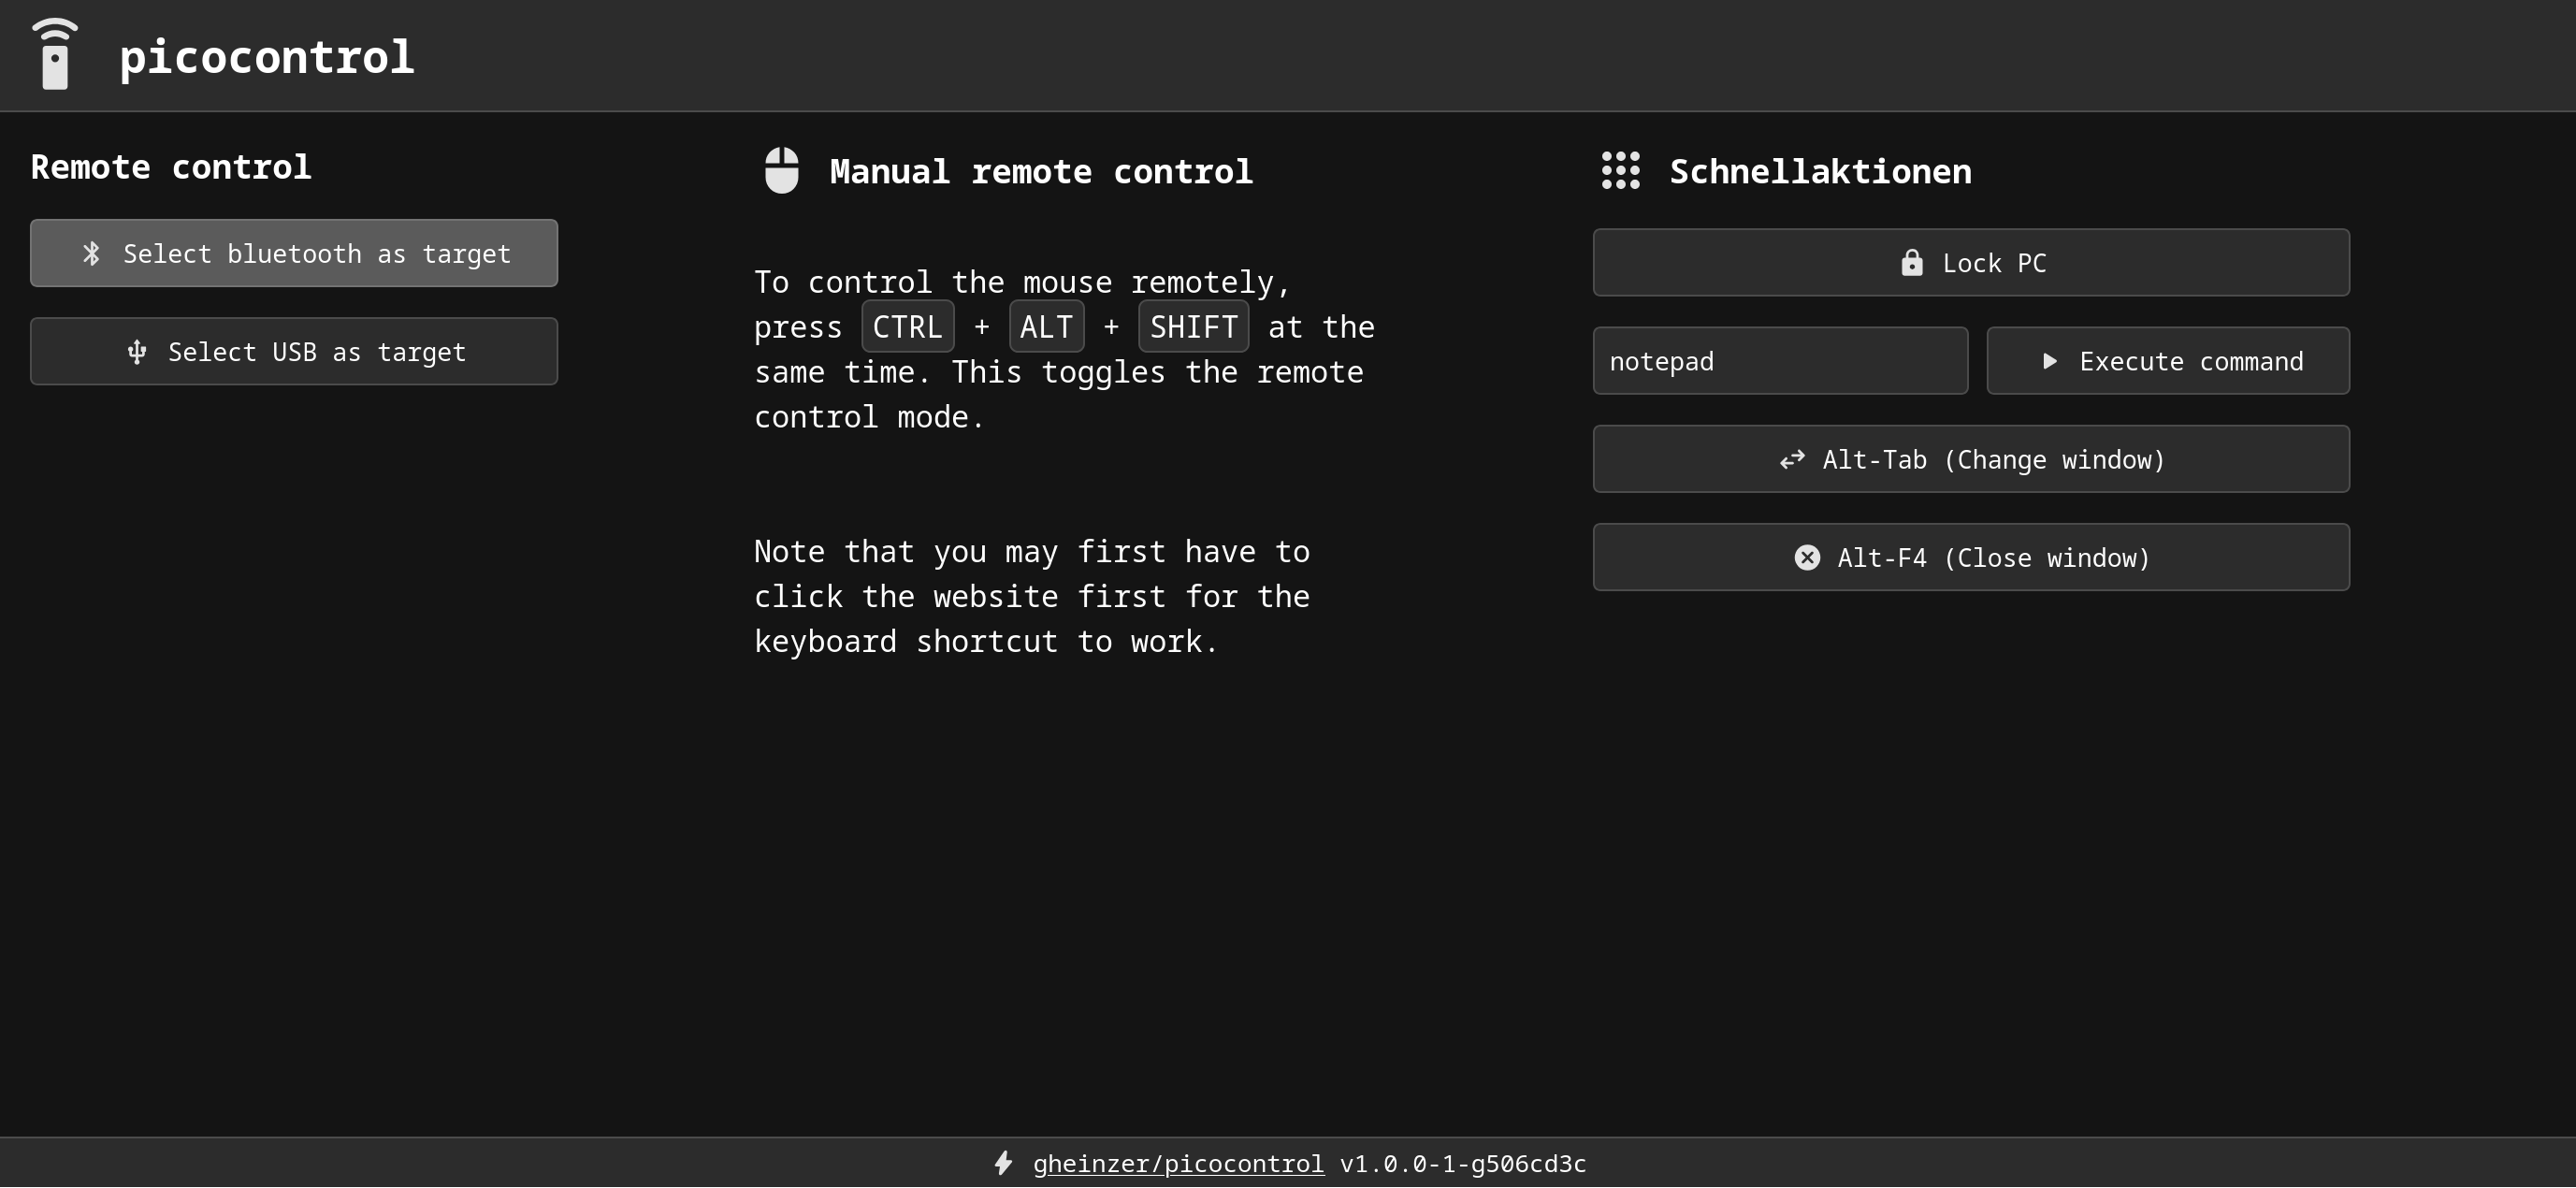 picocontrol
Remote control
Select bluetooth as target
Select USB as target
Manual remote control
To control the mouse remotely,
press CTRL + ALT + SHIFT at the
same time. This toggles the remote
control mode.
Note that you may first have to
click the website first for the
keyboard shortcut to work.
Schnellaktionen
Lock PC
notepad Execute command
Alt-Tab (Change window)
Alt-F4 (Close window)
gheinzer/picocontrol v1.0.0-1-g506cd3c